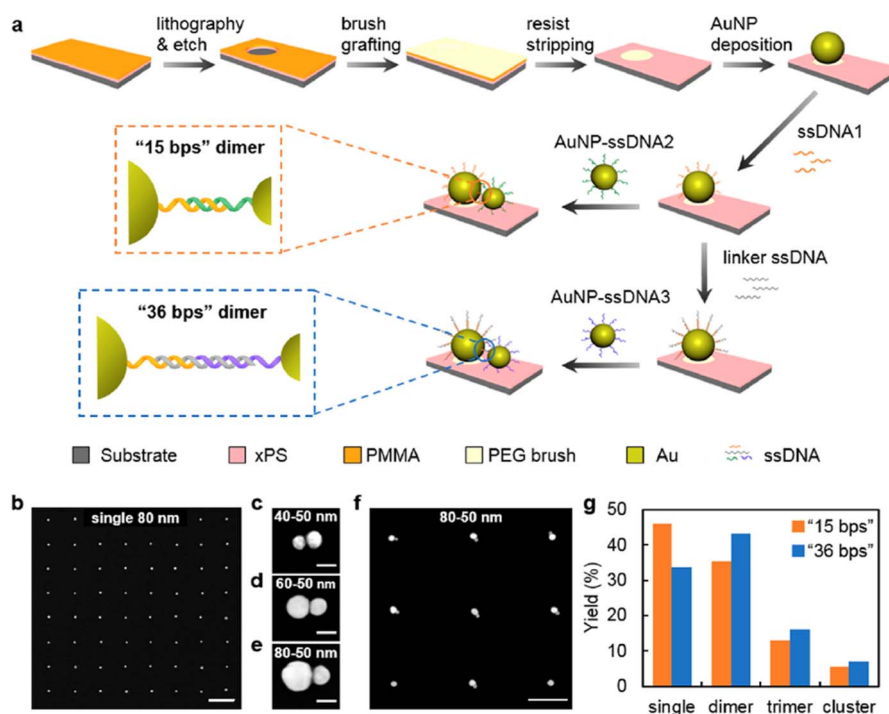 a
lithography
& etch
brush
grafting
resist
stripping
AuNP
deposition
ssDNA1
AuNP-ssDNA2
"15 bps" dimer
linker ssDNA
AuNP-ssDNA3
"36 bps" dimer
Substrate xPS PMMA PEG brush Au ssDNA
b
single 80 nm
c
40-50 nm
d
60-50 nm
e
80-50 nm
f
80-50 nm
g
Yield (%)
50
40
30
20
10
0
"15 bps"
"36 bps"
single dimer trimer cluster